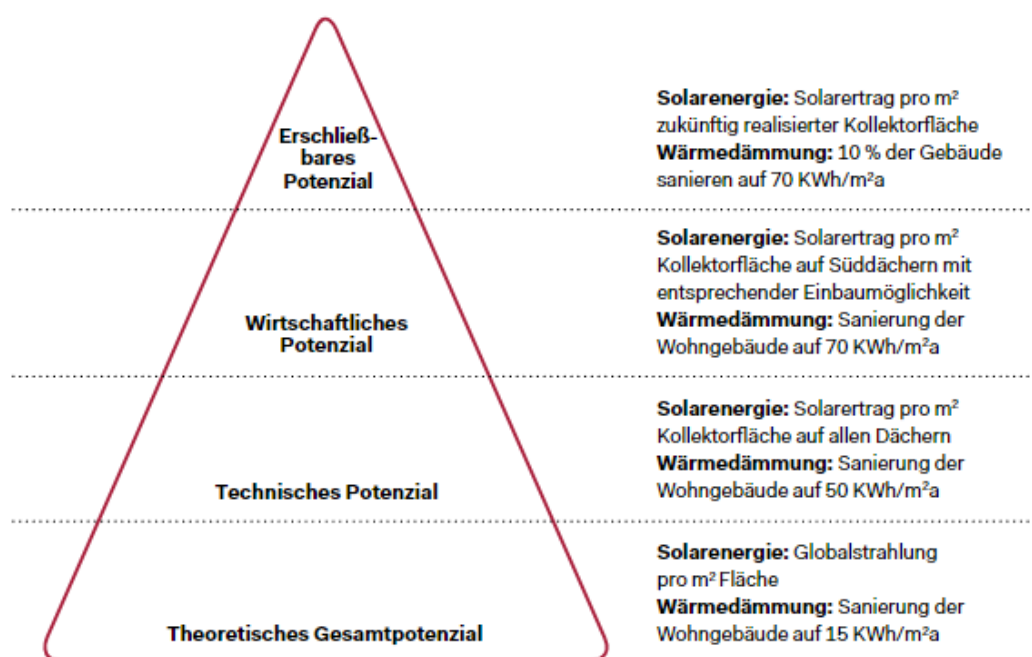 Erschließ-
bares
Potenzial
Solarenergie: Solarertrag pro m²
zukünftig realisierter Kollektorfläche
Wärmedämmung: 10 % der Gebäude
sanieren auf 70 KWh/m²a
Wirtschaftliches
Potenzial
Solarenergie: Solarertrag pro m²
Kollektorfläche auf Süddächern mit
entsprechender Einbaumöglichkeit
Wärmedämmung: Sanierung der
Wohngebäude auf 70 KWh/m²a
Technisches Potenzial
Solarenergie: Solarertrag pro m²
Kollektorfläche auf allen Dächern
Wärmedämmung: Sanierung der
Wohngebäude auf 50 KWh/m²a
Theoretisches Gesamtpotenzial
Solarenergie: Globalstrahlung
pro m² Fläche
Wärmedämmung: Sanierung der
Wohngebäude auf 15 KWh/m²a